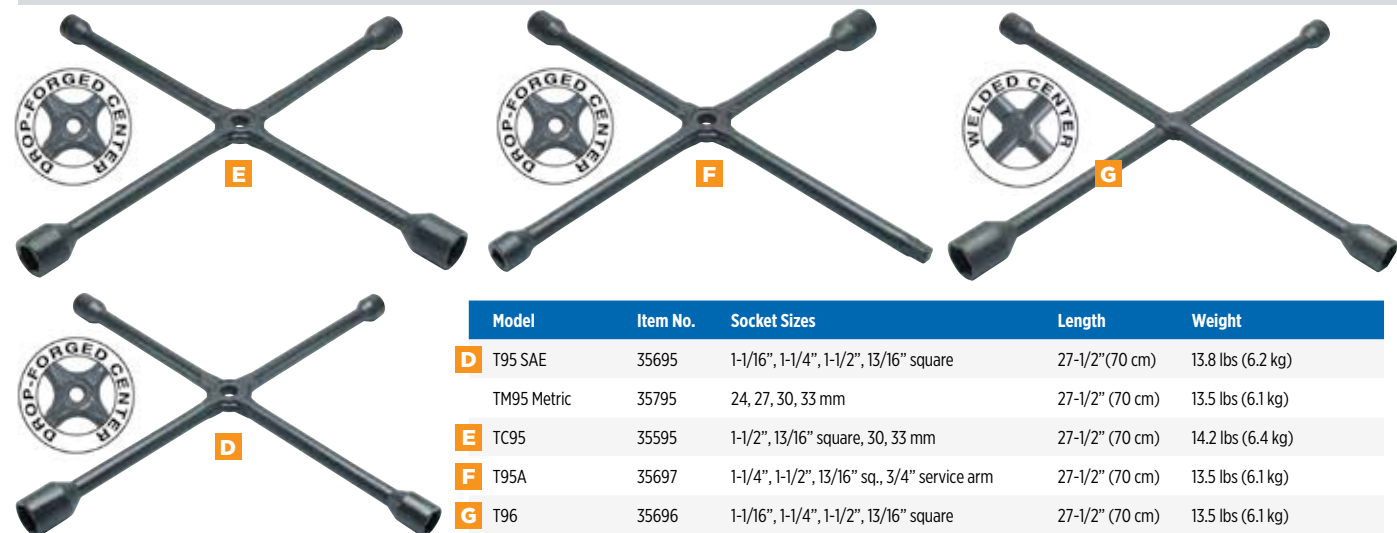 DROP-FORGED CENTER
E
DROP-FORGED CENTER
F
WELDED CENTER
G
DROP-FORGED CENTER
D
Model Item No. Socket Sizes Length Weight
D T95 SAE 35695 1-1/16”, 1-1/4”, 1-1/2”, 13/16” square 27-1/2”(70 cm) 13.8 lbs (6.2 kg)
TM95 Metric 35795 24, 27, 30, 33 mm 27-1/2” (70 cm) 13.5 lbs (6.1 kg)
E TC95 35595 1-1/2”, 13/16” square, 30, 33 mm 27-1/2” (70 cm) 14.2 lbs (6.4 kg)
F T95A 35697 1-1/4”, 1-1/2”, 13/16” sq., 3/4” service arm 27-1/2” (70 cm) 13.5 lbs (6.1 kg)
G T96 35696 1-1/16”, 1-1/4”, 1-1/2”, 13/16” square 27-1/2” (70 cm) 13.5 lbs (6.1 kg)